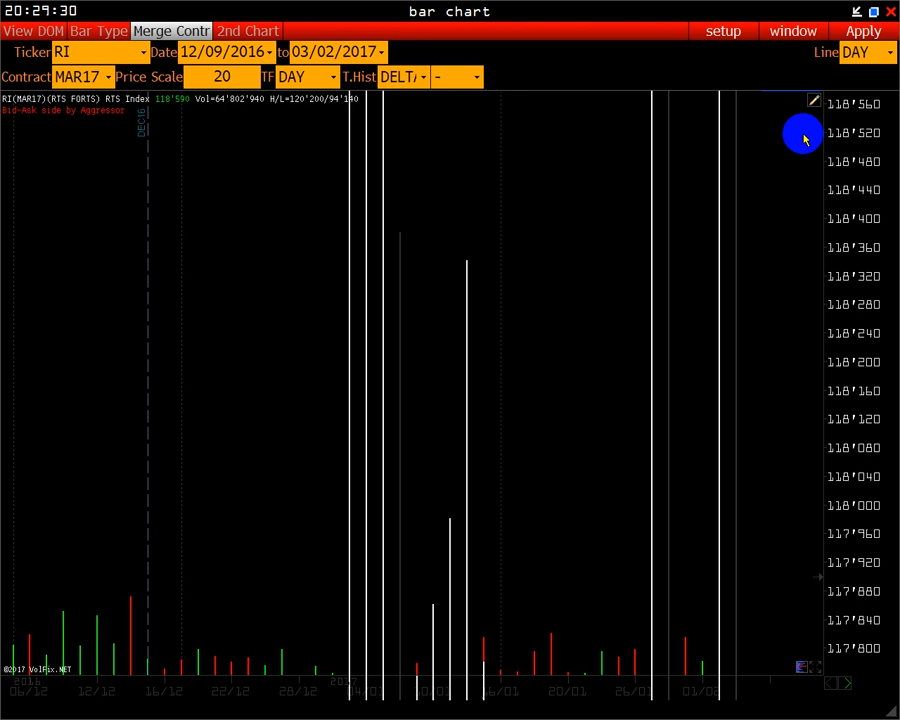 20:29:30 bar chart
View DOM Bar Type Merge Contr 2nd Chart setup window Apply
Ticker RI Date 12/09/2016 to 03/02/2017 Line DAY
Contract MAR17 Price Scale 20 TF DAY T.Hist DELT/ -
RI(MAR17)(RTS FORTS) RTS Index 118'590 Vol=64'802'940 H/L=120'200/94'140
Bid-Ask side by Aggressor
DEC16
118'560
118'520
118'480
118'440
118'400
118'360
118'320
118'280
118'240
118'200
118'160
118'120
118'080
118'040
118'000
117'960
117'920
117'880
117'840
117'800
©2017 VolFix.NET
2016 2017
06/12 12/12 16/12 22/12 28/12 04/01 10/01 16/01 20/01 26/01 01/02